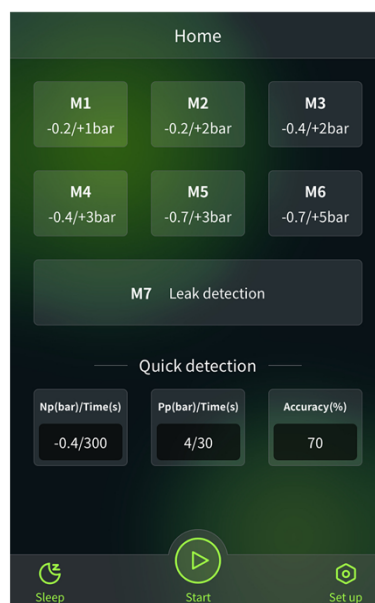 Home
M1 M2 M3
-0.2/+1bar -0.2/+2bar -0.4/+2bar
M4 M5 M6
-0.4/+3bar -0.7/+3bar -0.7/+5bar
M7 Leak detection
Quick detection
Np(bar)/Time(s) Pp(bar)/Time(s) Accuracy(%)
-0.4/300 4/30 70
z
Sleep Start Set up